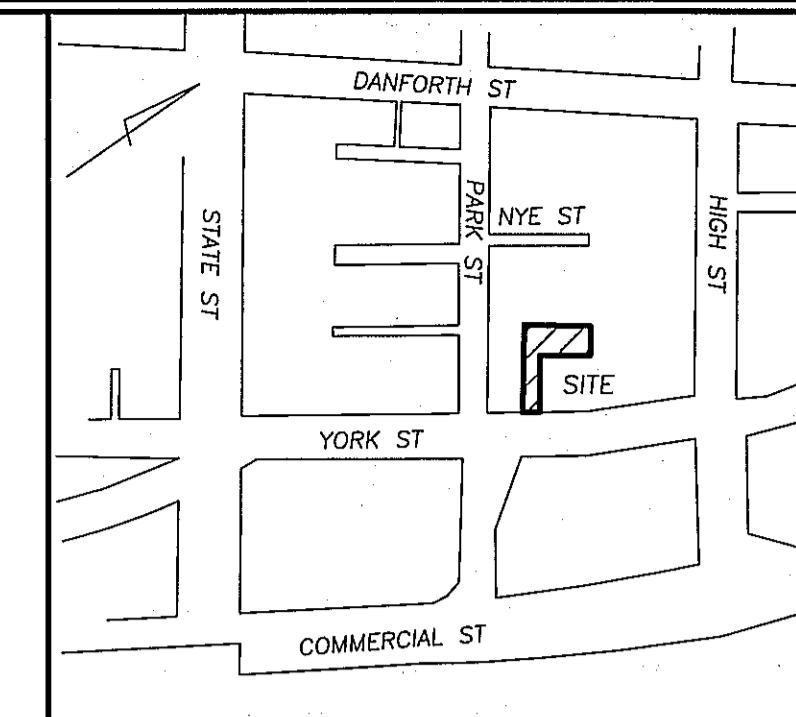 DANFORTH ST
STATE ST
PARK ST
NYE ST
HIGH ST
SITE
YORK ST
COMMERCIAL ST